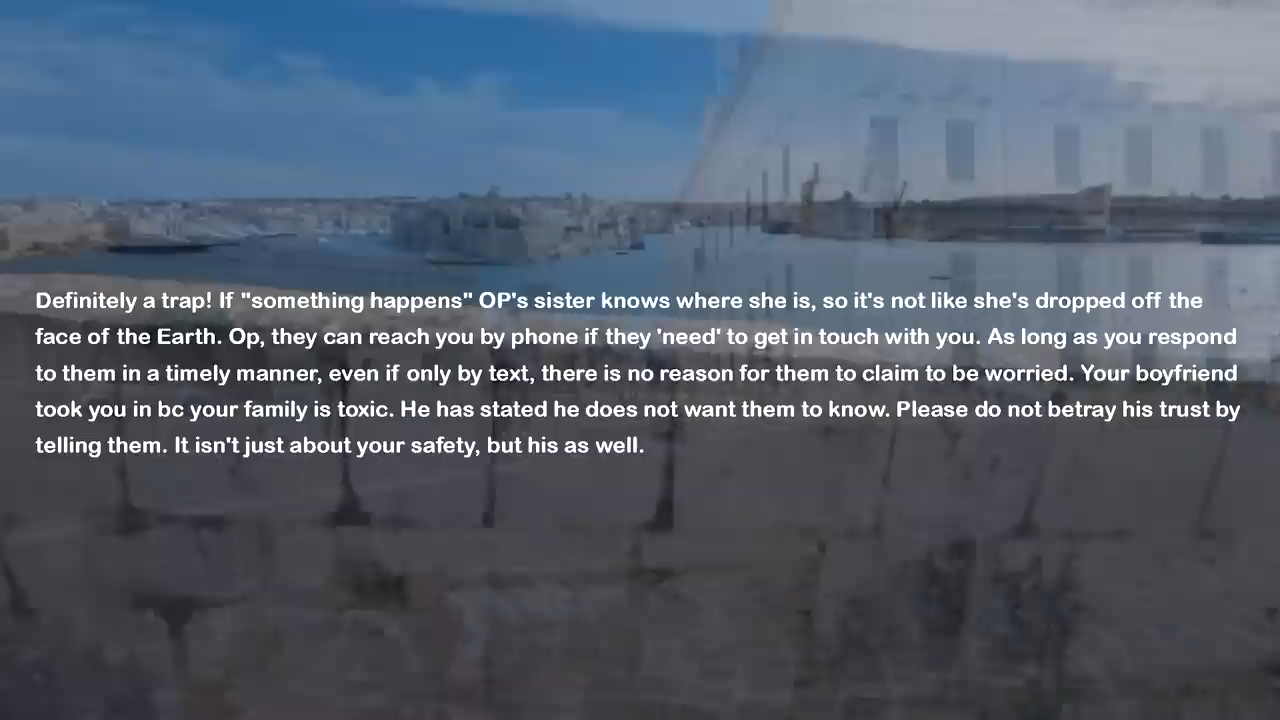 Definitely a trap! If "something happens" OP's sister knows where she is, so it's not like she's dropped off the
face of the Earth. Op, they can reach you by phone if they 'need' to get in touch with you. As long as you respond
to them in a timely manner, even if only by text, there is no reason for them to claim to be worried. Your boyfriend
took you in bc your family is toxic. He has stated he does not want them to know. Please do not betray his trust by
telling them. It isn't just about your safety, but his as well.